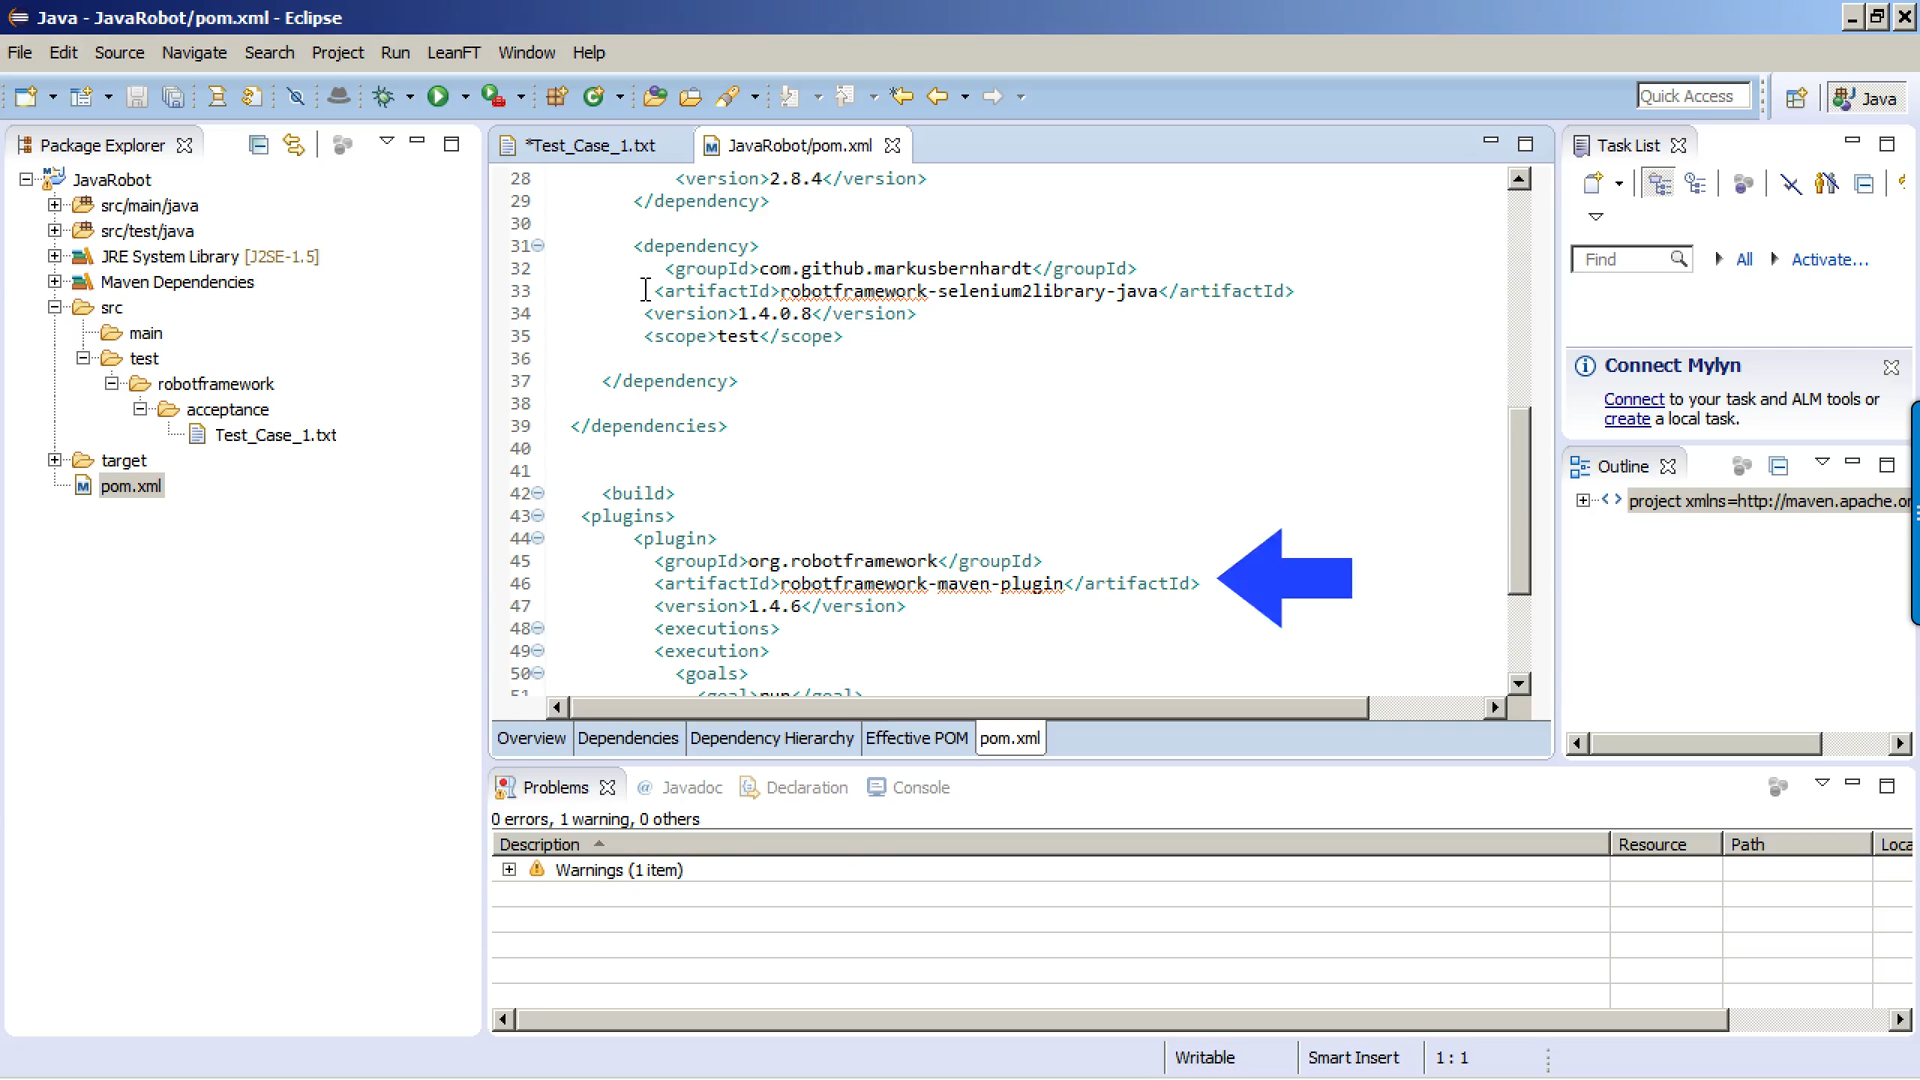 Java - JavaRobot/pom.xml - Eclipse
File Edit Source Navigate Search Project Run LeanFT Window Help
Quick Access
Java
Package Explorer
JavaRobot
src/main/java
src/test/java
JRE System Library [J2SE-1.5]
Maven Dependencies
src
main
test
robotframework
acceptance
Test_Case_1.txt
target
pom.xml
*Test_Case_1.txt
JavaRobot/pom.xml
28 <version>2.8.4</version>
29 </dependency>
30
31 <dependency>
32 <groupId>com.github.markusbernhardt</groupId>
33 <artifactId>robotframework-selenium2library-java</artifactId>
34 <version>1.4.0.8</version>
35 <scope>test</scope>
36
37 </dependency>
38
39 </dependencies>
40
41
42 <build>
43 <plugins>
44 <plugin>
45 <groupId>org.robotframework</groupId>
46 <artifactId>robotframework-maven-plugin</artifactId>
47 <version>1.4.6</version>
48 <executions>
49 <execution>
50 <goals>
51 <goal>run</goal>
Overview Dependencies Dependency Hierarchy Effective POM pom.xml
Task List
Find All Activate...
Connect Mylyn
Connect to your task and ALM tools or
create a local task.
Outline
project xmlns=http://maven.apache.or
Problems @ Javadoc Declaration Console
0 errors, 1 warning, 0 others
Description Resource Path Loca
Warnings (1 item)
Writable Smart Insert 1 : 1